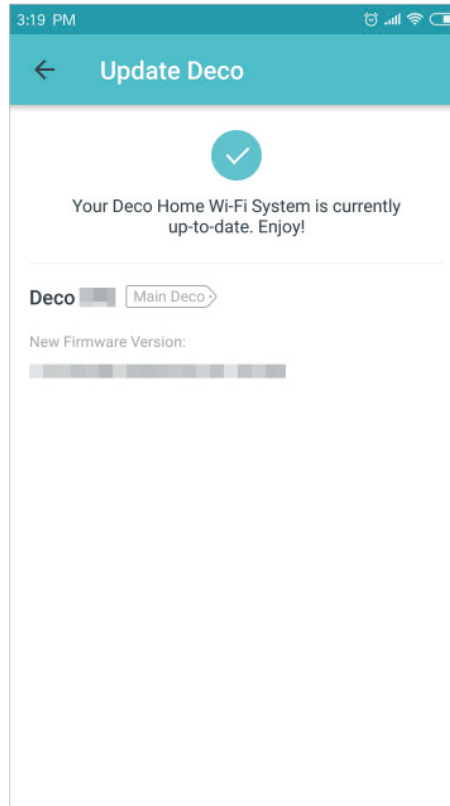 3:19 PM
Update Deco
Your Deco Home Wi-Fi System is currently
up-to-date. Enjoy!
Deco Main Deco
New Firmware Version: